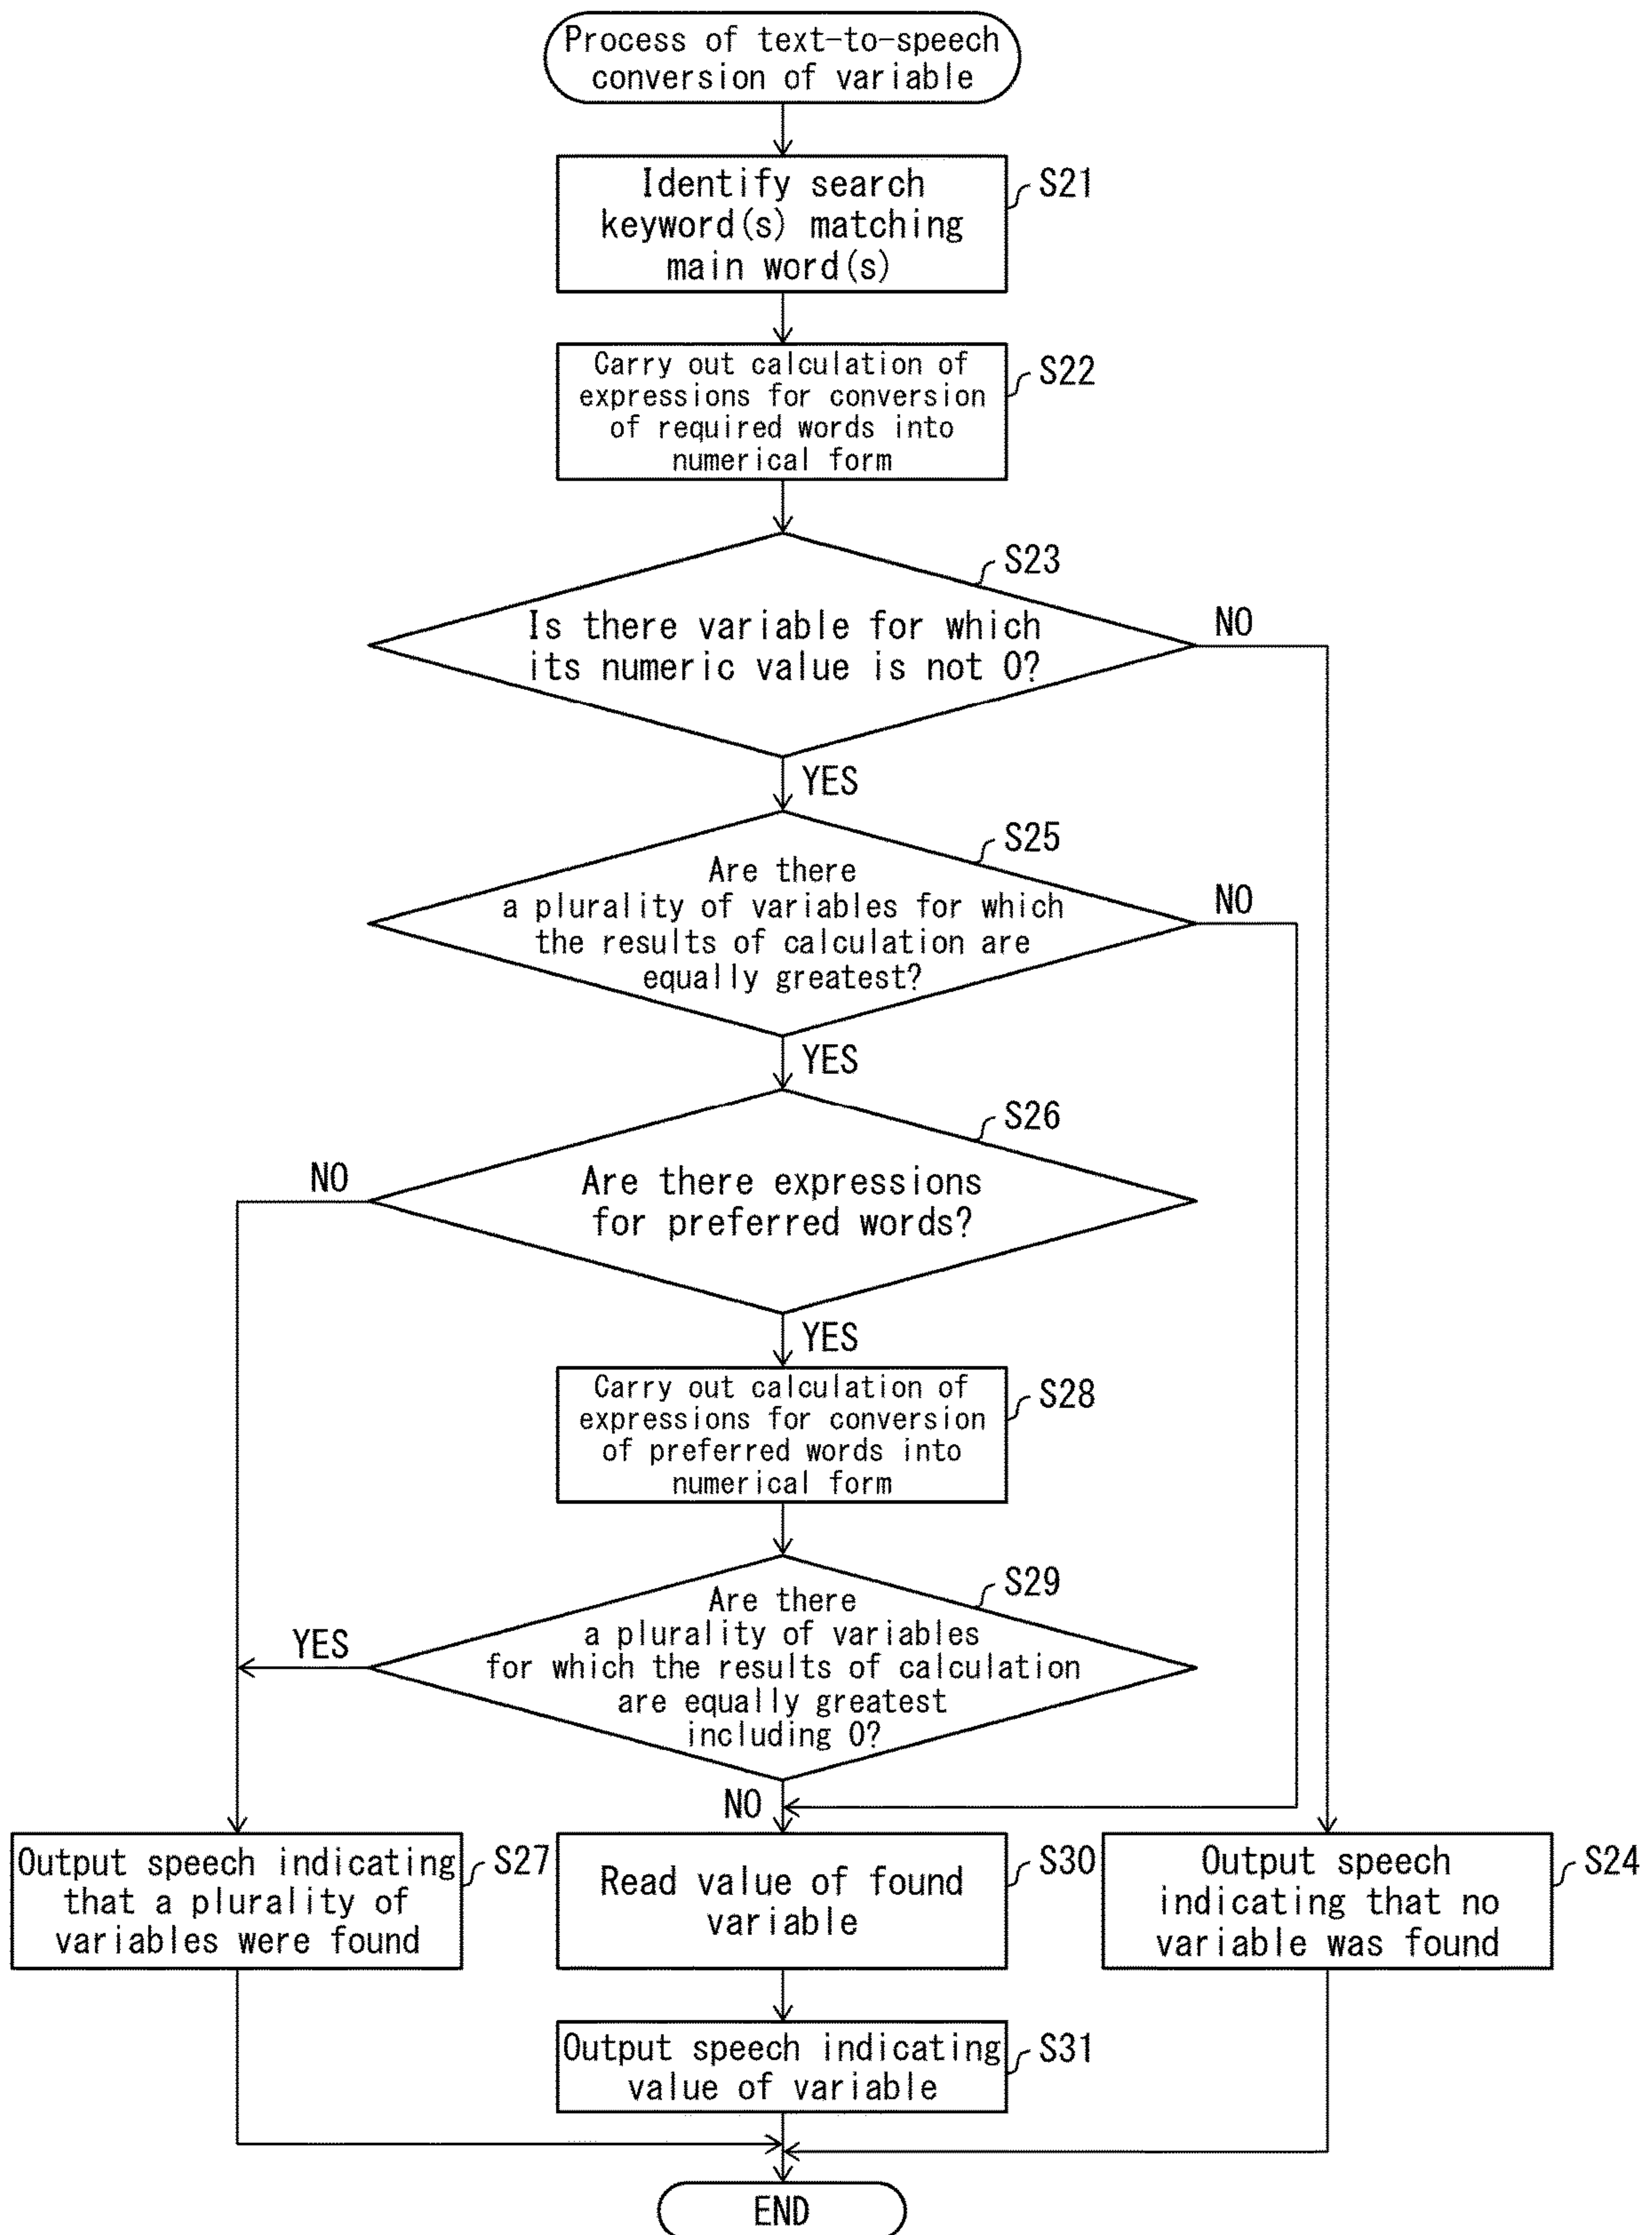 Process of text-to-speech
conversion of variable
Identify search
keyword(s) matching
main word(s)
S21
Carry out calculation of
expressions for conversion
of required words into
numerical form
S22
S23
Is there variable for which
its numeric value is not 0?
NO
YES
S25
Are there
a plurality of variables for which
the results of calculation are
equally greatest?
NO
YES
S26
Are there expressions
for preferred words?
NO
YES
Carry out calculation of
expressions for conversion
of preferred words into
numerical form
S28
S29
Are there
a plurality of variables
for which the results of calculation
are equally greatest
including 0?
YES
NO
Output speech indicating
that a plurality of
variables were found
S27
Read value of found
variable
S30
Output speech
indicating that no
variable was found
S24
Output speech indicating
value of variable
S31
END